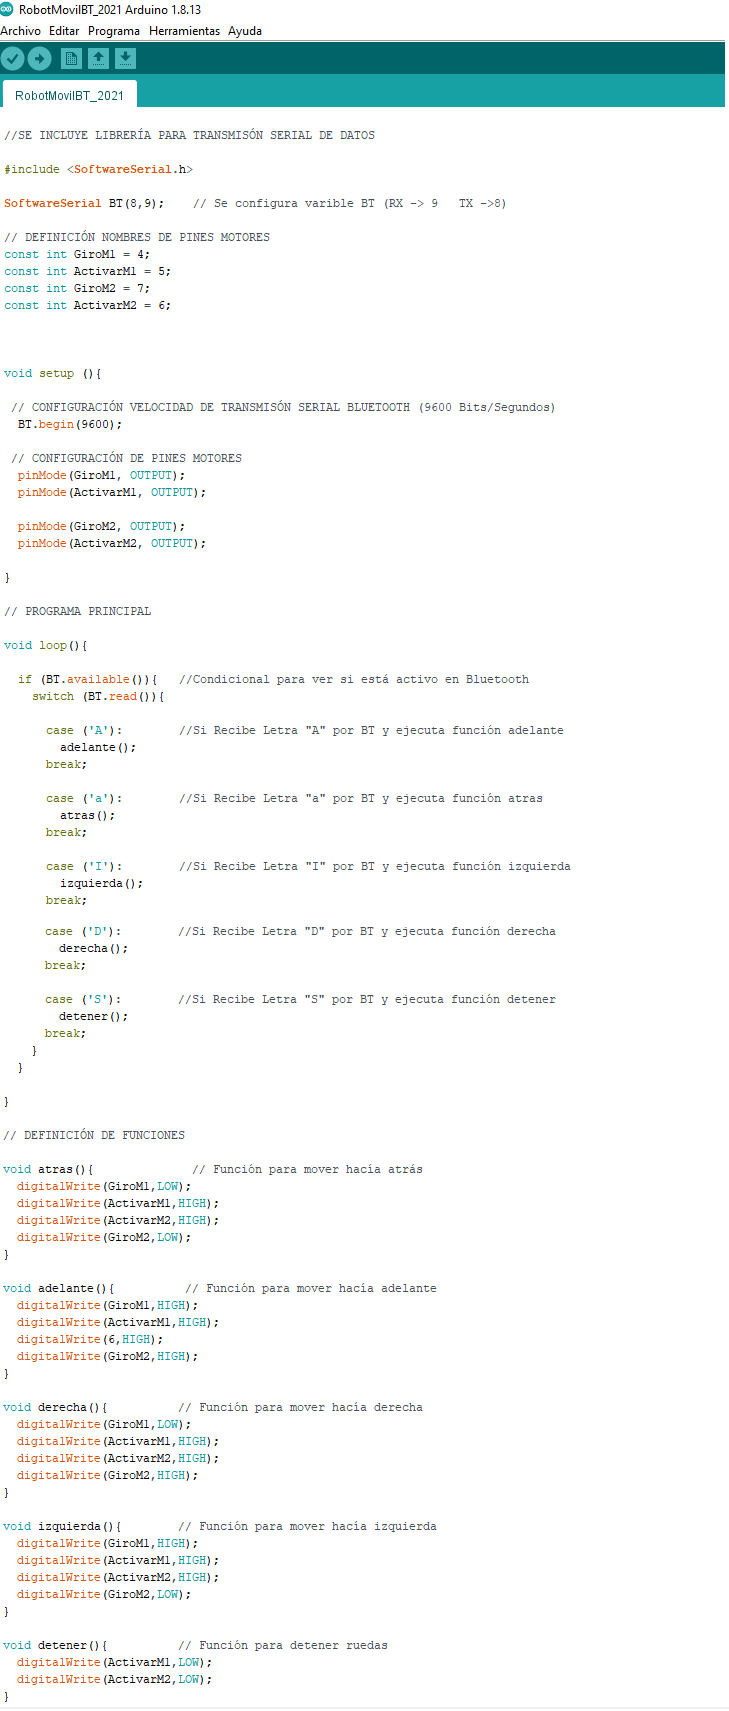 RobotMovilBT_2021 Arduino 1.8.13
Archivo Editar Programa Herramientas Ayuda
RobotMovilBT_2021
//SE INCLUYE LIBRERÍA PARA TRANSMISÓN SERIAL DE DATOS
#include <SoftwareSerial.h>
SoftwareSerial BT(8,9);    // Se configura varible BT (RX -> 9   TX ->8)
// DEFINICIÓN NOMBRES DE PINES MOTORES
const int GiroM1 = 4;
const int ActivarM1 = 5;
const int GiroM2 = 7;
const int ActivarM2 = 6;
void setup (){
// CONFIGURACIÓN VELOCIDAD DE TRANSMISÓN SERIAL BLUETOOTH (9600 Bits/Segundos)
BT.begin(9600);
// CONFIGURACIÓN DE PINES MOTORES
pinMode(GiroM1, OUTPUT);
pinMode(ActivarM1, OUTPUT);
pinMode(GiroM2, OUTPUT);
pinMode(ActivarM2, OUTPUT);
}
// PROGRAMA PRINCIPAL
void loop(){
if (BT.available()){   //Condicional para ver si está activo en Bluetooth
switch (BT.read()){
case ('A'):        //Si Recibe Letra "A" por BT y ejecuta función adelante
adelante();
break;
case ('a'):        //Si Recibe Letra "a" por BT y ejecuta función atras
atras();
break;
case ('I'):        //Si Recibe Letra "I" por BT y ejecuta función izquierda
izquierda();
break;
case ('D'):        //Si Recibe Letra "D" por BT y ejecuta función derecha
derecha();
break;
case ('S'):        //Si Recibe Letra "S" por BT y ejecuta función detener
detener();
break;
}
}
}
// DEFINICIÓN DE FUNCIONES
void atras(){              // Función para mover hacía atrás
digitalWrite(GiroM1,LOW);
digitalWrite(ActivarM1,HIGH);
digitalWrite(ActivarM2,HIGH);
digitalWrite(GiroM2,LOW);
}
void adelante(){          // Función para mover hacía adelante
digitalWrite(GiroM1,HIGH);
digitalWrite(ActivarM1,HIGH);
digitalWrite(6,HIGH);
digitalWrite(GiroM2,HIGH);
}
void derecha(){          // Función para mover hacía derecha
digitalWrite(GiroM1,LOW);
digitalWrite(ActivarM1,HIGH);
digitalWrite(ActivarM2,HIGH);
digitalWrite(GiroM2,HIGH);
}
void izquierda(){        // Función para mover hacía izquierda
digitalWrite(GiroM1,HIGH);
digitalWrite(ActivarM1,HIGH);
digitalWrite(ActivarM2,HIGH);
digitalWrite(GiroM2,LOW);
}
void detener(){          // Función para detener ruedas
digitalWrite(ActivarM1,LOW);
digitalWrite(ActivarM2,LOW);
}